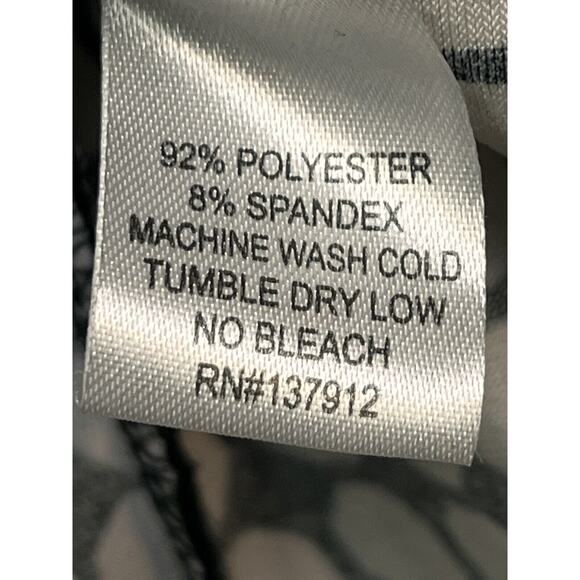 92% POLYESTER
8% SPANDEX
MACHINE WASH COLD
TUMBLE DRY LOW
NO BLEACH
RN#137912